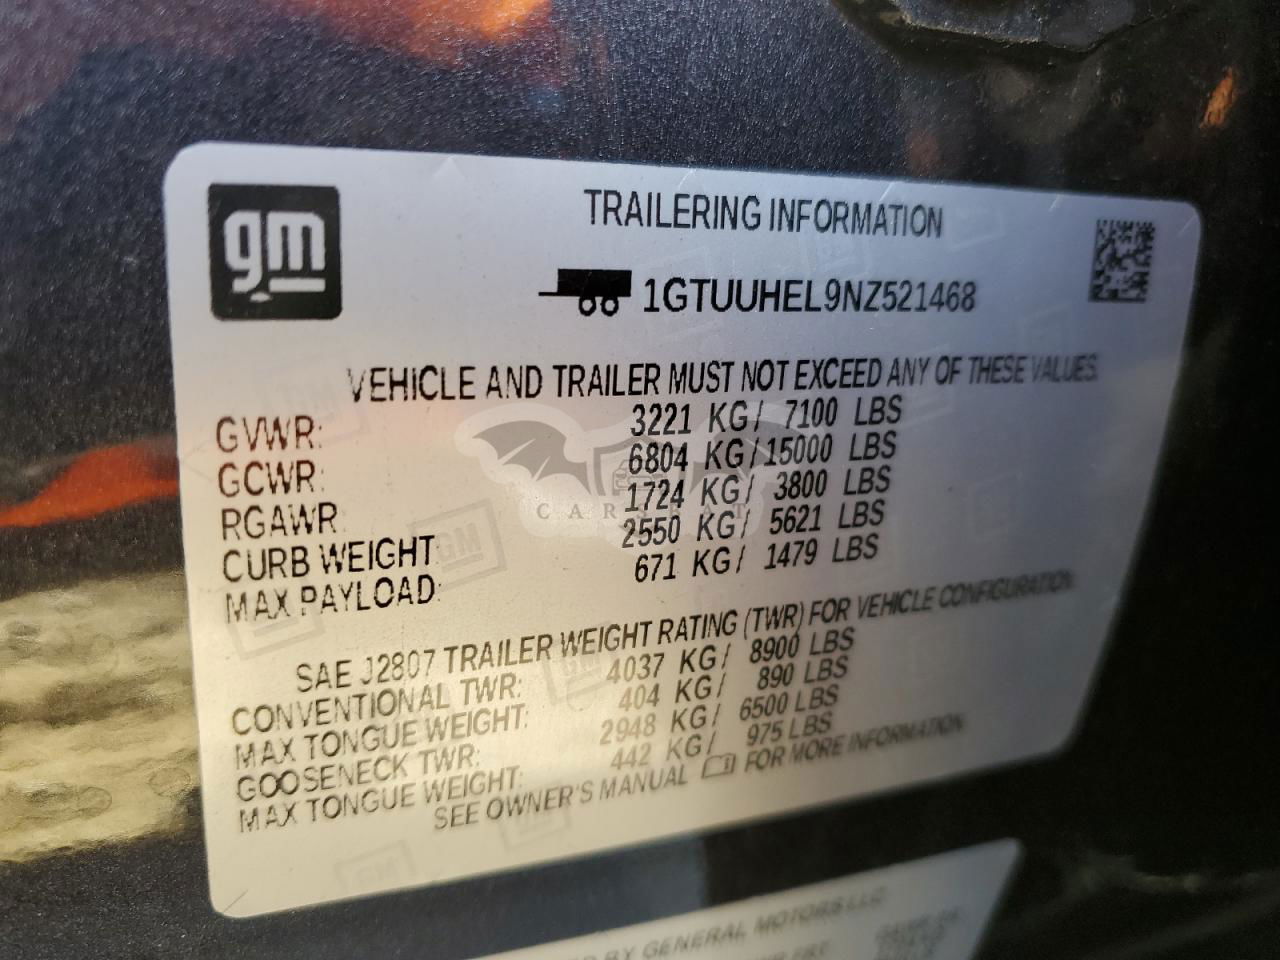 gm
TRAILERING INFORMATION
1GTUUHEL9NZ521468
VEHICLE AND TRAILER MUST NOT EXCEED ANY OF THESE VALUES.
GVWR: 3221 KG/ 7100 LBS
GCWR: 6804 KG/15000 LBS
RGAWR 1724 KG/ 3800 LBS
CURB WEIGHT: 2550 KG/ 5621 LBS
MAX PAYLOAD: 671 KG/ 1479 LBS
SAE J2807 TRAILER WEIGHT RATING (TWR) FOR VEHICLE CONFIGURATION
CONVENTIONAL TWR: 4037 KG/ 8900 LBS
MAX TONGUE WEIGHT: 404 KG/ 890 LBS
GOOSENECK TWR: 2948 KG/ 6500 LBS
MAX TONGUE WEIGHT: 442 KG/ 975 LBS
SEE OWNER'S MANUAL FOR MORE INFORMATION
BY GENERAL MOTORS LLC